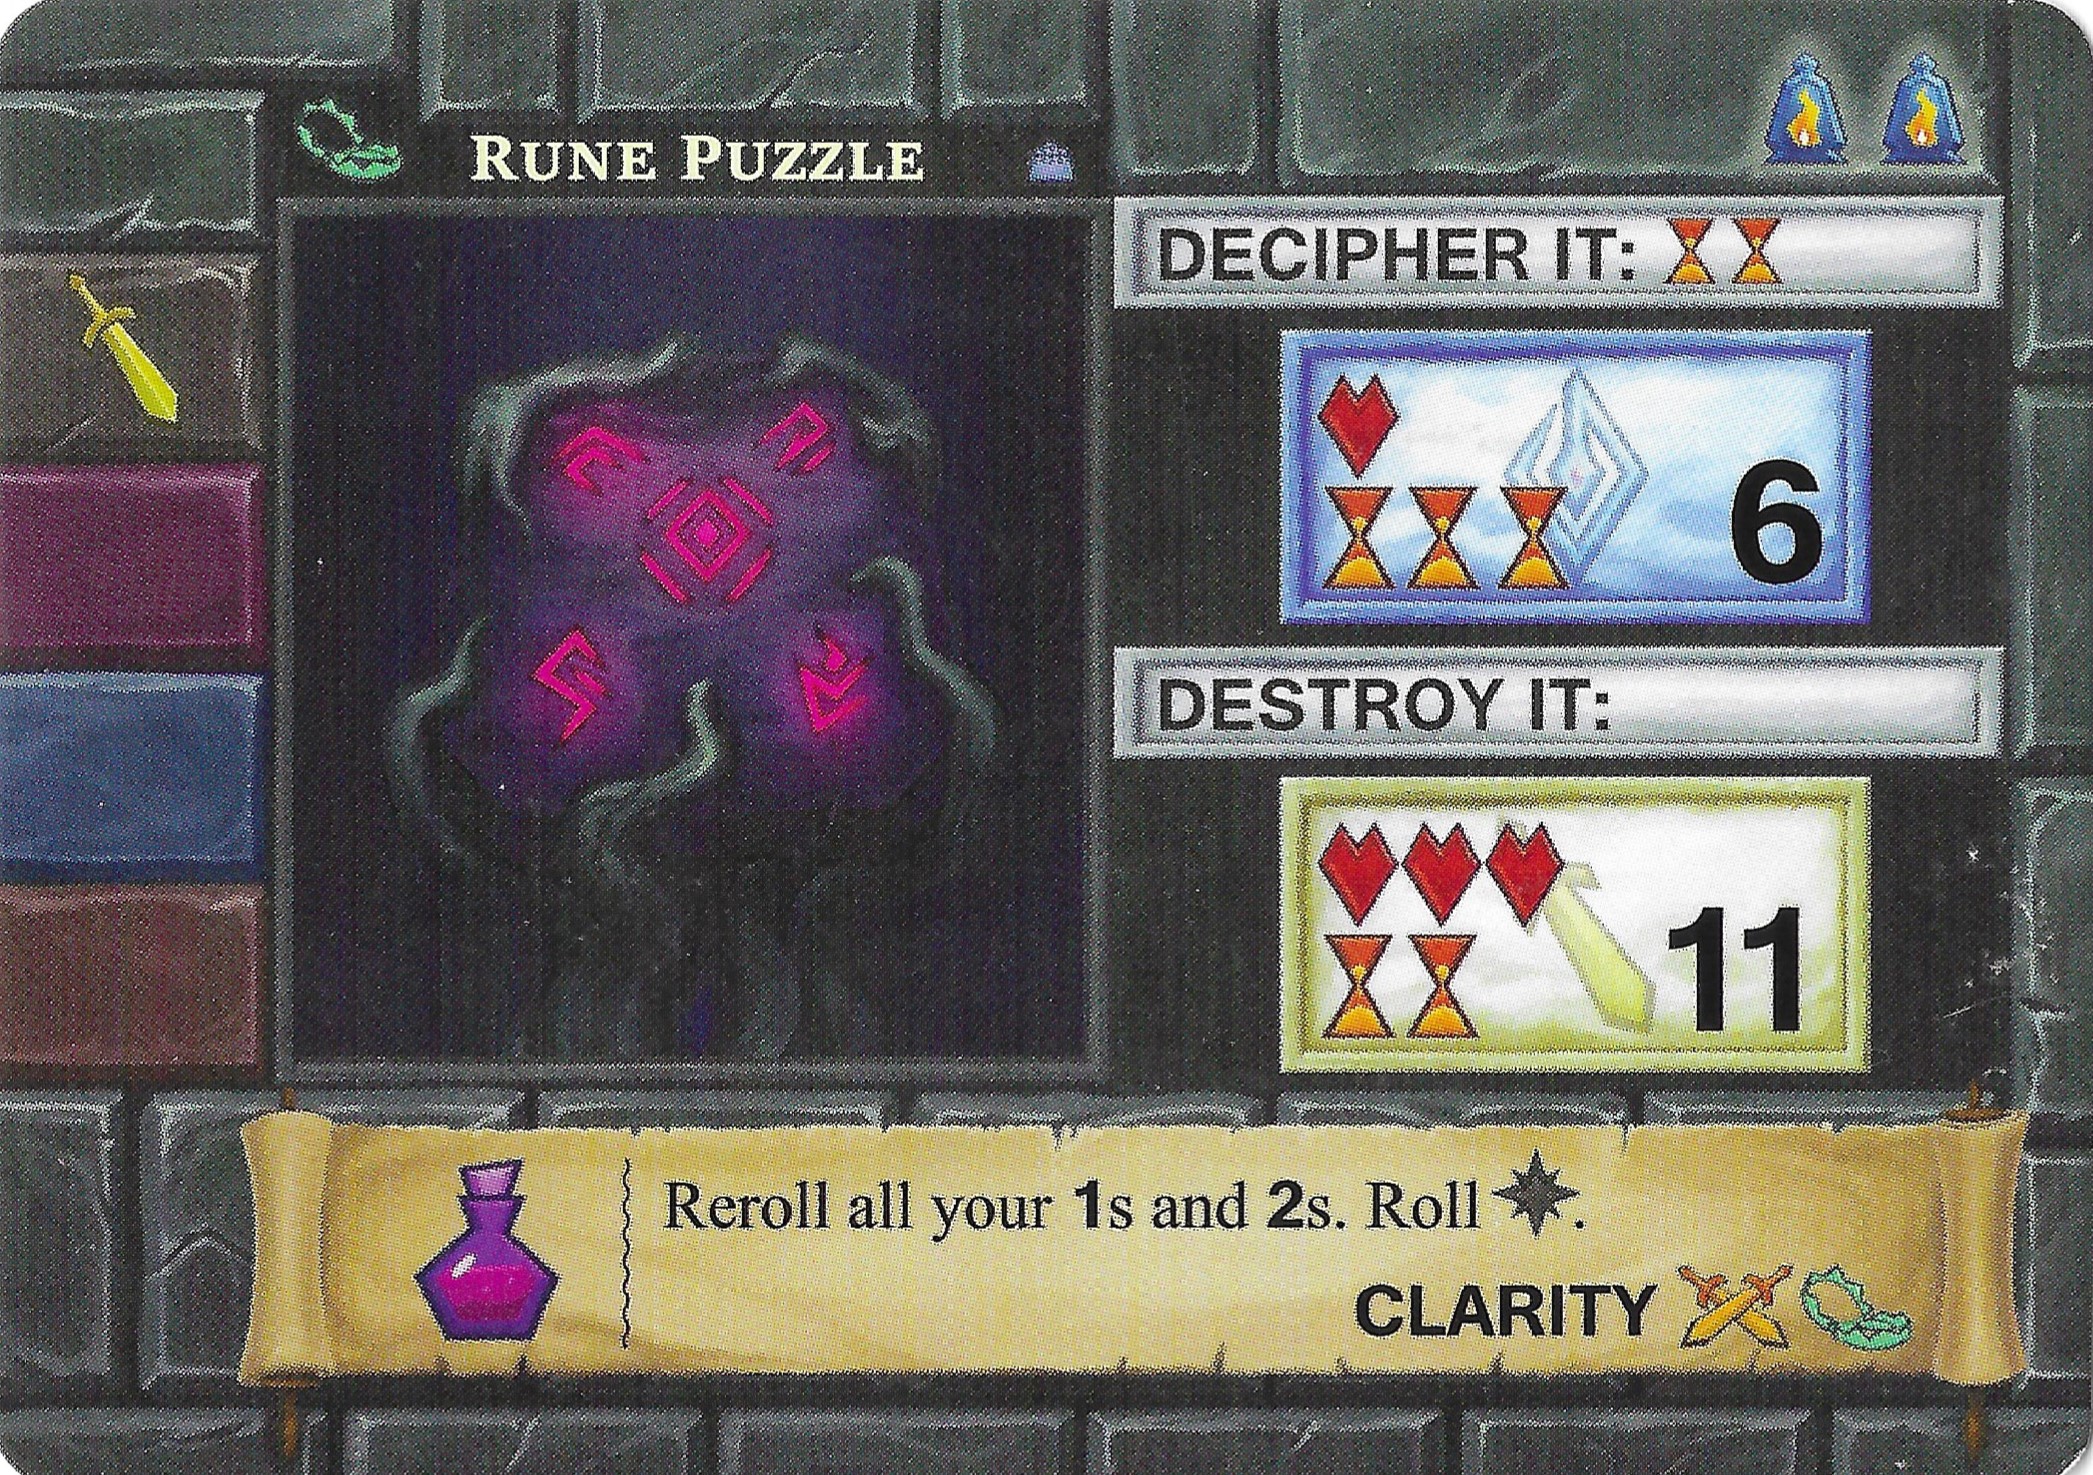 RUNE PUZZLE
DECIPHER IT:
6
DESTROY IT:
11
Reroll all your 1s and 2s. Roll .
CLARITY